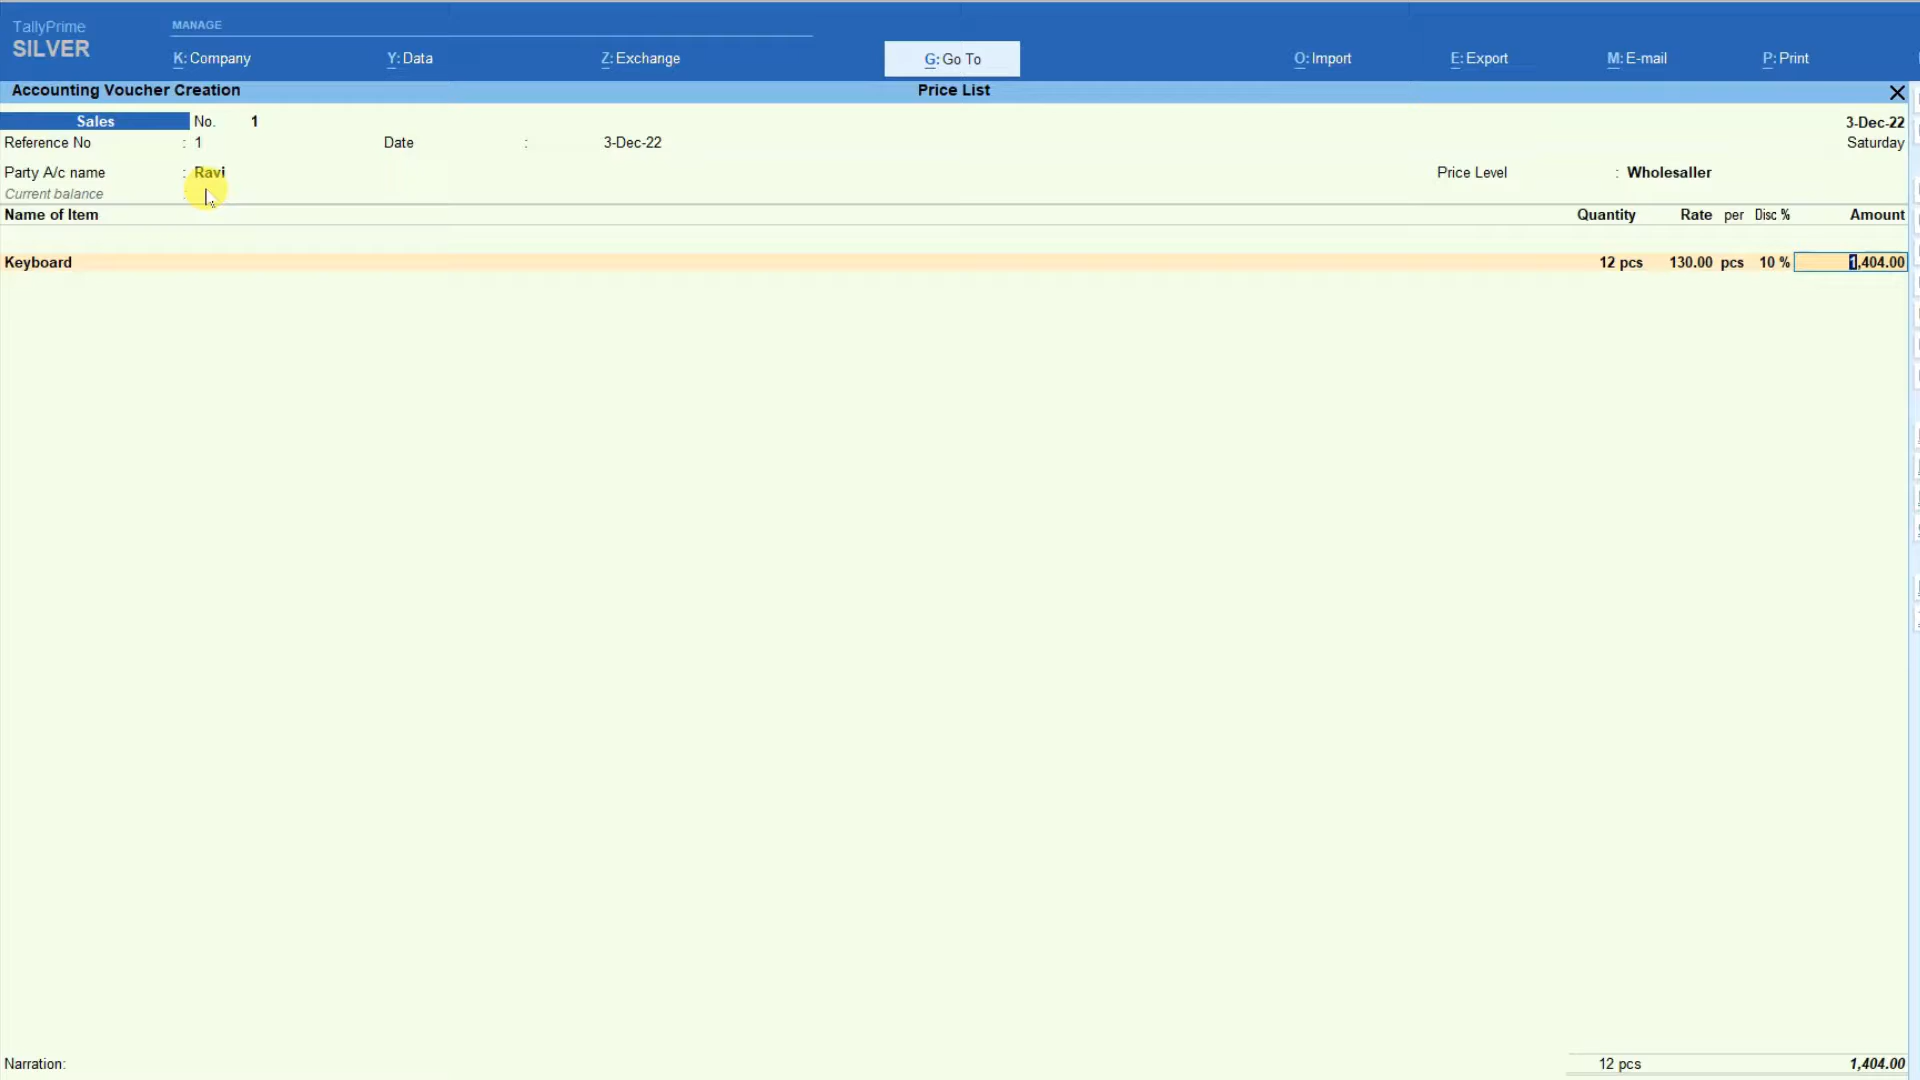 TallyPrime
SILVER
MANAGE
K: Company Y: Data Z: Exchange G: Go To O: Import E: Export M: E-mail P: Print
Accounting Voucher Creation Price List
Sales No. 1 3-Dec-22
Reference No : 1 Date : 3-Dec-22 Saturday
Party A/c name : Ravi Price Level : Wholesaller
Current balance :
Name of Item Quantity Rate per Disc % Amount
Keyboard 12 pcs 130.00 pcs 10 % 1,404.00
Narration: 12 pcs 1,404.00